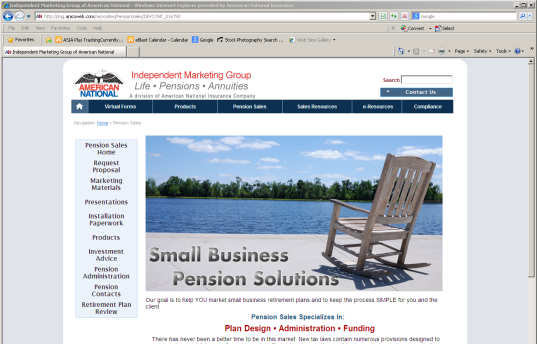 Independent Marketing Group of American National - Windows Internet Explorer provided by American National Insurance
Google
File Edit View Favorites Tools Help
Convert Select
Favorites ASIA Plus TrackingCurrently... eBlast Calendar - Calendar Google Stock Photography Search ... Web Slice Gallery
AN Independent Marketing Group of American National
Page Safety Tools
AMERICAN
NATIONAL
Independent Marketing Group
Life • Pensions • Annuities
A division of American National Insurance Company
Search
Contact Us
Virtual Forms Products Pension Sales Sales Resources e-Resources Compliance
Navigation: Home > Pension Sales
Pension Sales
Home
Request
Proposal
Marketing
Materials
Presentations
Installation
Paperwork
Products
Investment
Advice
Pension
Administration
Pension
Contacts
Retirement Plan
Review
Small Business
Pension Solutions
Our goal is to help YOU market small business retirement plans and to keep the process SIMPLE for you and the
client.
Pension Sales Specializes In:
Plan Design • Administration • Funding
There has never been a better time to be in this market. New tax laws contain numerous provisions designed to